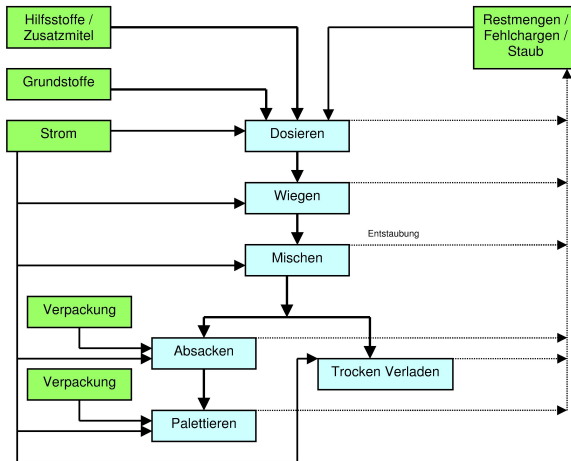 Hilfsstoffe /
Zusatzmitel
Restmengen /
Fehlchargen /
Staub
Grundstoffe
Strom
Dosieren
Wiegen
Entstaubung
Mischen
Verpackung
Absacken
Trocken Verladen
Verpackung
Palettieren